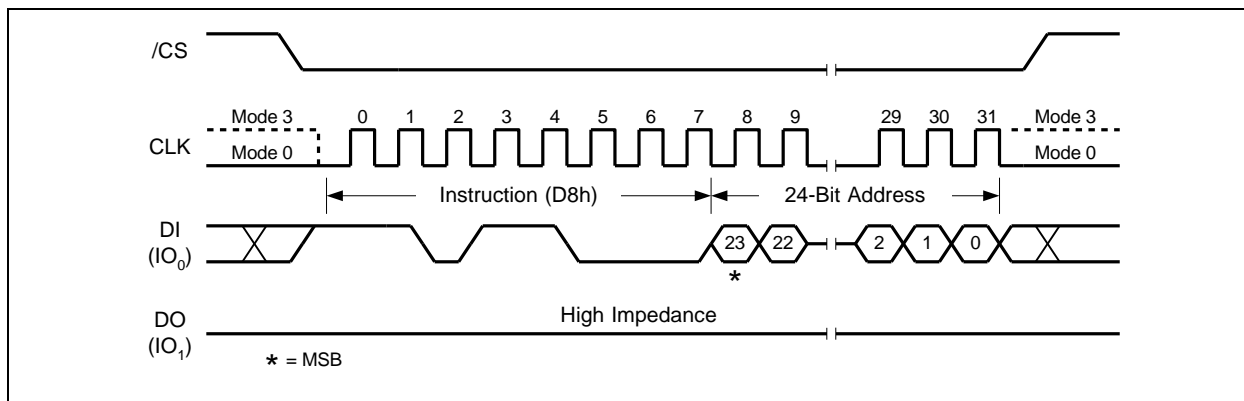 /CS
Mode 3 0 1 2 3 4 5 6 7 8 9 29 30 31 Mode 3
CLK
Mode 0 Mode 0
Instruction (D8h) 24-Bit Address
DI
(IO0)
23 22 2 1 0
*
High Impedance
DO
(IO1)
* = MSB